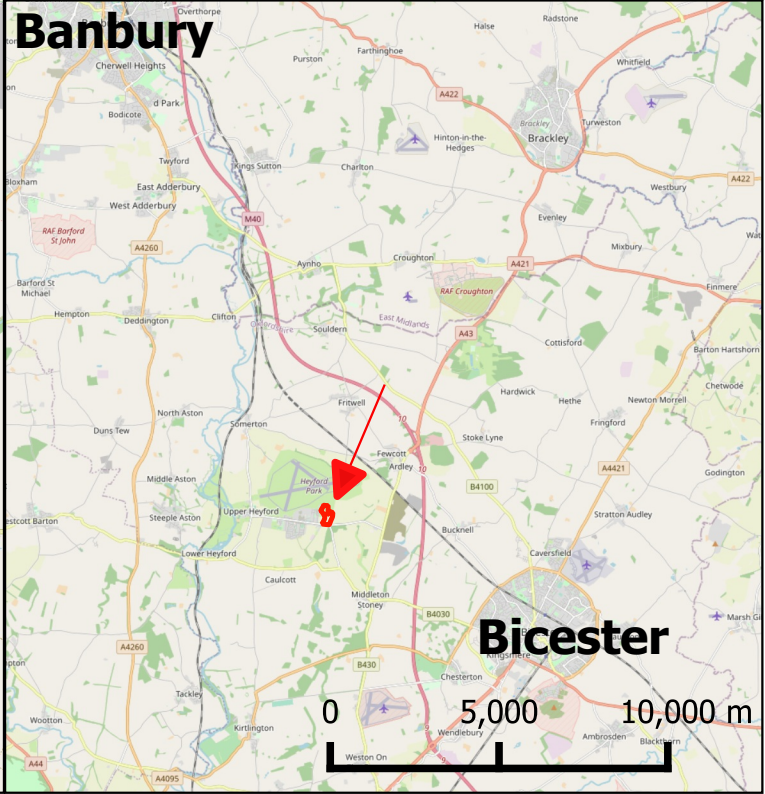 Overthorpe
Banbury
Halse
Radstone
Farthinghoe
Purston
Whitfield
Cherwell Heights
A422
d Park
Bodicote
Brackley
Brackley
Turweston
Hinton-in-the-
Hedges
Twyford
Kings Sutton
Charlton
A422
Bloxham
East Adderbury
Westbury
West Adderbury
M40
Evenley
RAF Barford
St John
A4260
Mixbury
Aynho
Croughton
A421
Barford St
Michael
RAF Croughton
Finmere
Hempton
Deddington
Clifton
East Midlands
Souldern
A43
Cottisford
Barton Hartshorn
Chetwode
Hardwick
Hethe
Newton Morrell
Fritwell
North Aston
10
Somerton
Fringford
Duns Tew
Stoke Lyne
Fewcott
Ardley
10
A4421
Godington
Middle Aston
Heyford
Park
B4100
Steeple Aston
Upper Heyford
Stratton Audley
estcott Barton
Bucknell
Lower Heyford
Caversfield
Caulcott
Middleton
Stoney
B4030
Marsh Gi
Bicester
A4260
Kingsmere
B430
Chesterton
pton
Tackley
0 5,000 10,000 m
Wootton
Kirtlington
Wendlebury
Ambrosden
Blackthorn
Weston On
A44
A4095